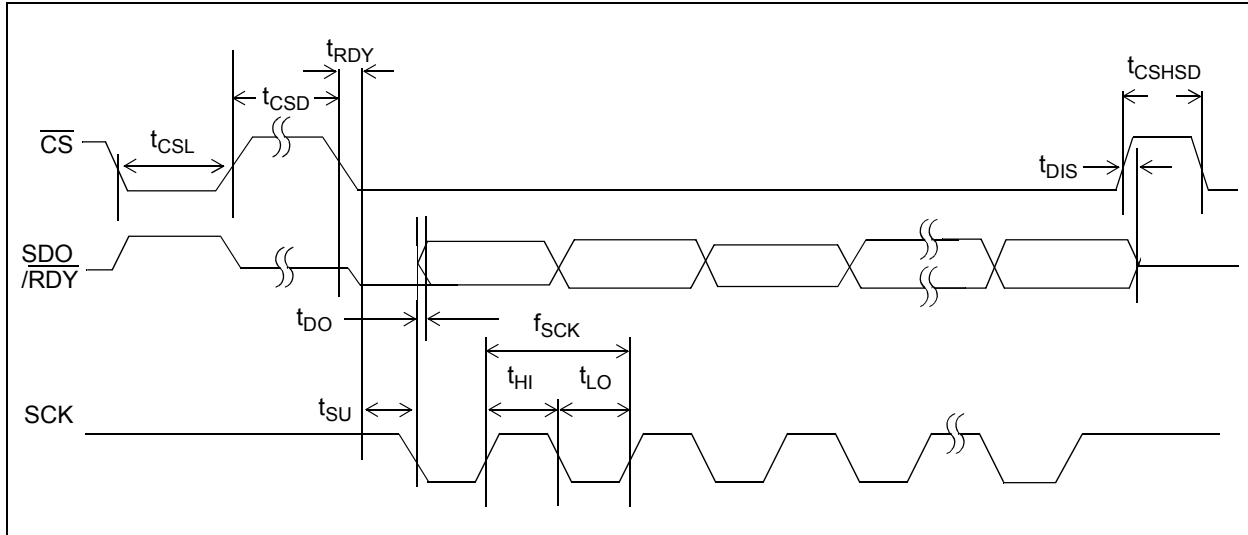 tRDY
tCSHSD
tCSD
CS
tCSL
tDIS
SDO
/RDY
tDO
fSCK
tHI
tLO
tSU
SCK